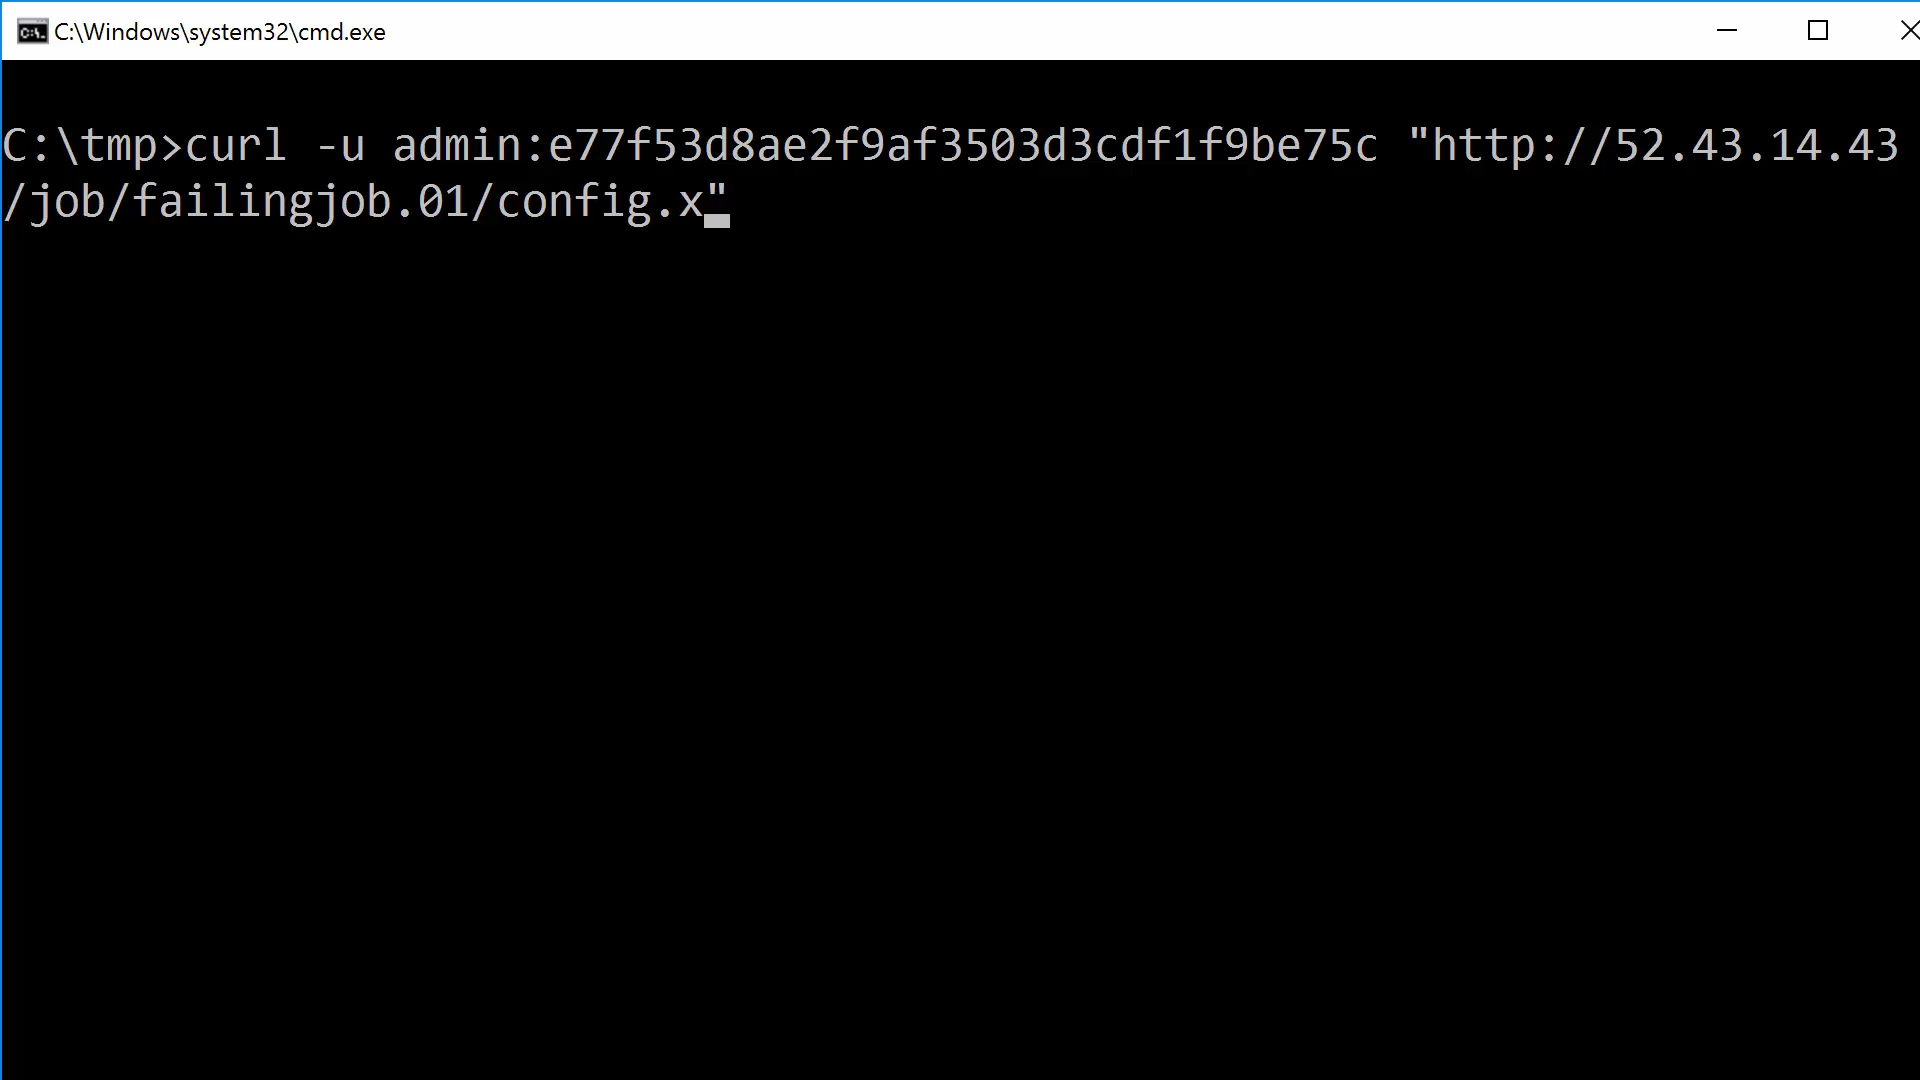 C:\Windows\system32\cmd.exe
C:\tmp>curl -u admin:e77f53d8ae2f9af3503d3cdf1f9be75c "http://52.43.14.43
/job/failingjob.01/config.x"